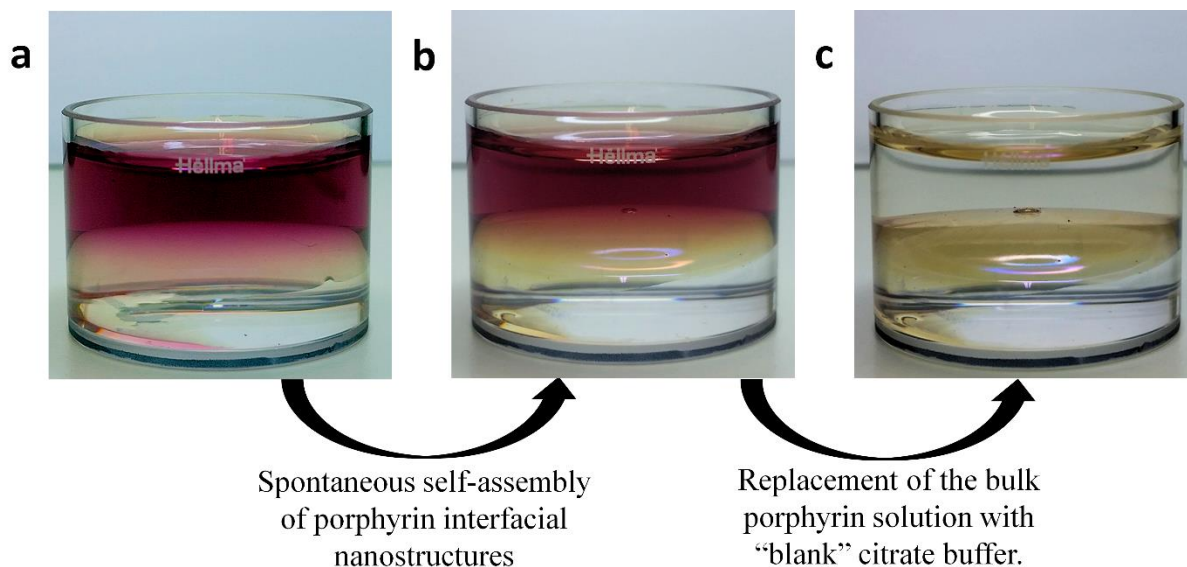 a
b
c
Hellma
Hellma
Hellma
Spontaneous self-assembly
of porphyrin interfacial
nanostructures
Replacement of the bulk
porphyrin solution with
“blank” citrate buffer.